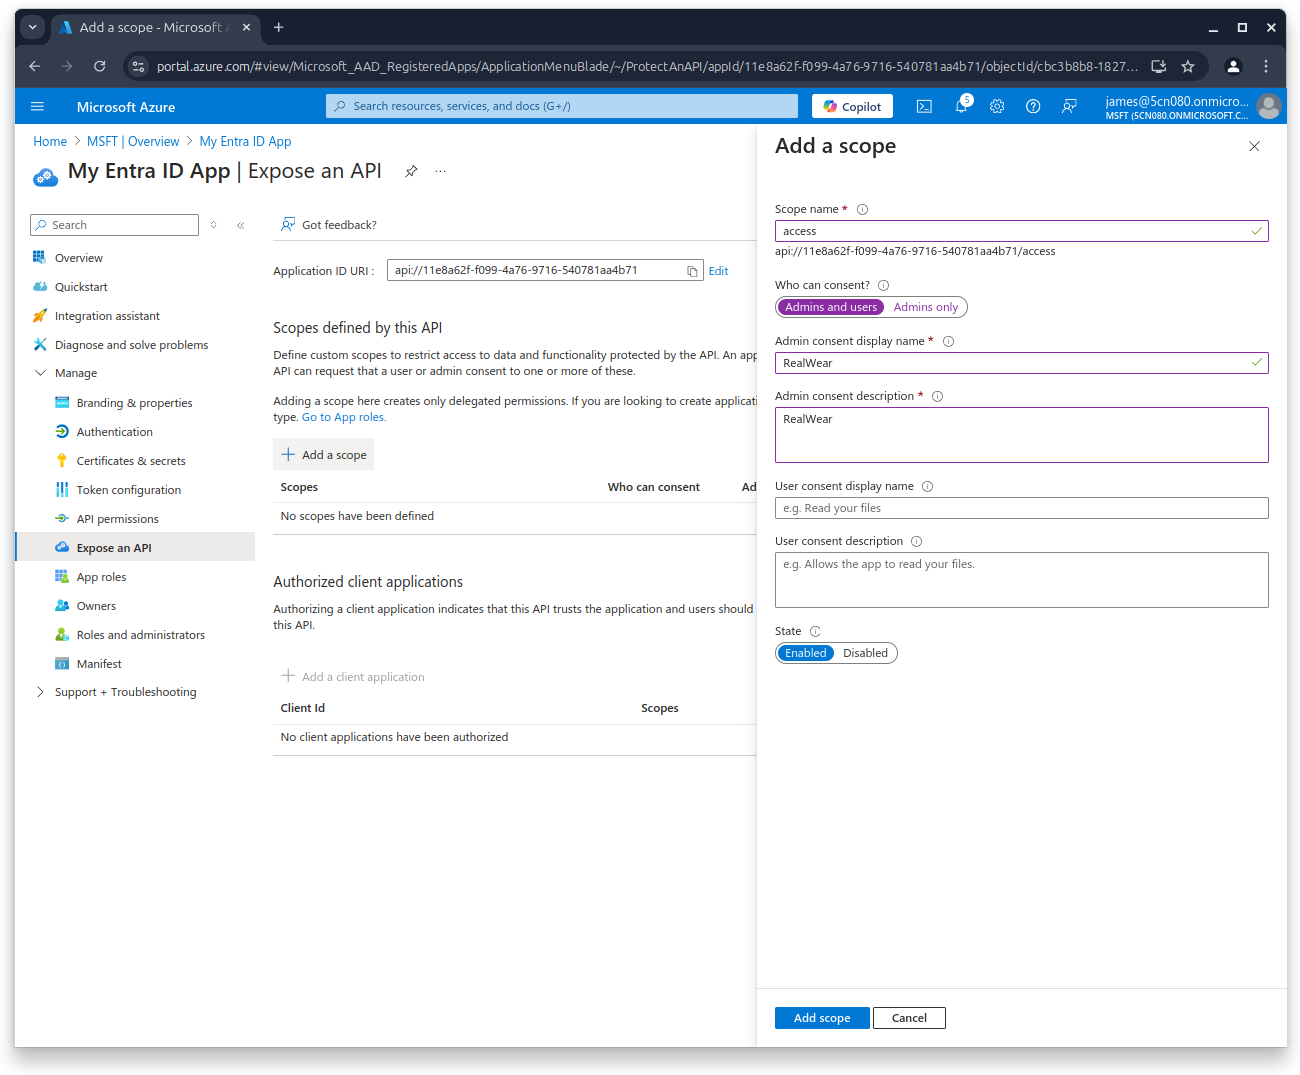 Add a scope - Microsoft A
portal.azure.com/#view/Microsoft_AAD_RegisteredApps/ApplicationMenuBlade/~/ProtectAnAPI/appId/11e8a62f-f099-4a76-9716-540781aa4b71/objectId/cbc3b8b8-1827...
Microsoft Azure
Search resources, services, and docs (G+/)
Copilot
5
james@5cn080.onmicro...
MSFT (5CN080.ONMICROSOFT.C...
Home > MSFT | Overview > My Entra ID App
My Entra ID App | Expose an API
...
Search
Overview
Quickstart
Integration assistant
Diagnose and solve problems
Manage
Branding & properties
Authentication
Certificates & secrets
Token configuration
API permissions
Expose an API
App roles
Owners
Roles and administrators
Manifest
Support + Troubleshooting
Got feedback?
Application ID URI :
api://11e8a62f-f099-4a76-9716-540781aa4b71
Edit
Scopes defined by this API
Define custom scopes to restrict access to data and functionality protected by the API. An app
API can request that a user or admin consent to one or more of these.
Adding a scope here creates only delegated permissions. If you are looking to create applicati
type. Go to App roles.
Add a scope
Scopes Who can consent Ad
No scopes have been defined
Authorized client applications
Authorizing a client application indicates that this API trusts the application and users should
this API.
Add a client application
Client Id Scopes
No client applications have been authorized
Add a scope
Scope name *
access
api://11e8a62f-f099-4a76-9716-540781aa4b71/access
Who can consent?
Admins and users Admins only
Admin consent display name *
RealWear
Admin consent description *
RealWear
User consent display name
e.g. Read your files
User consent description
e.g. Allows the app to read your files.
State
Enabled Disabled
Add scope Cancel